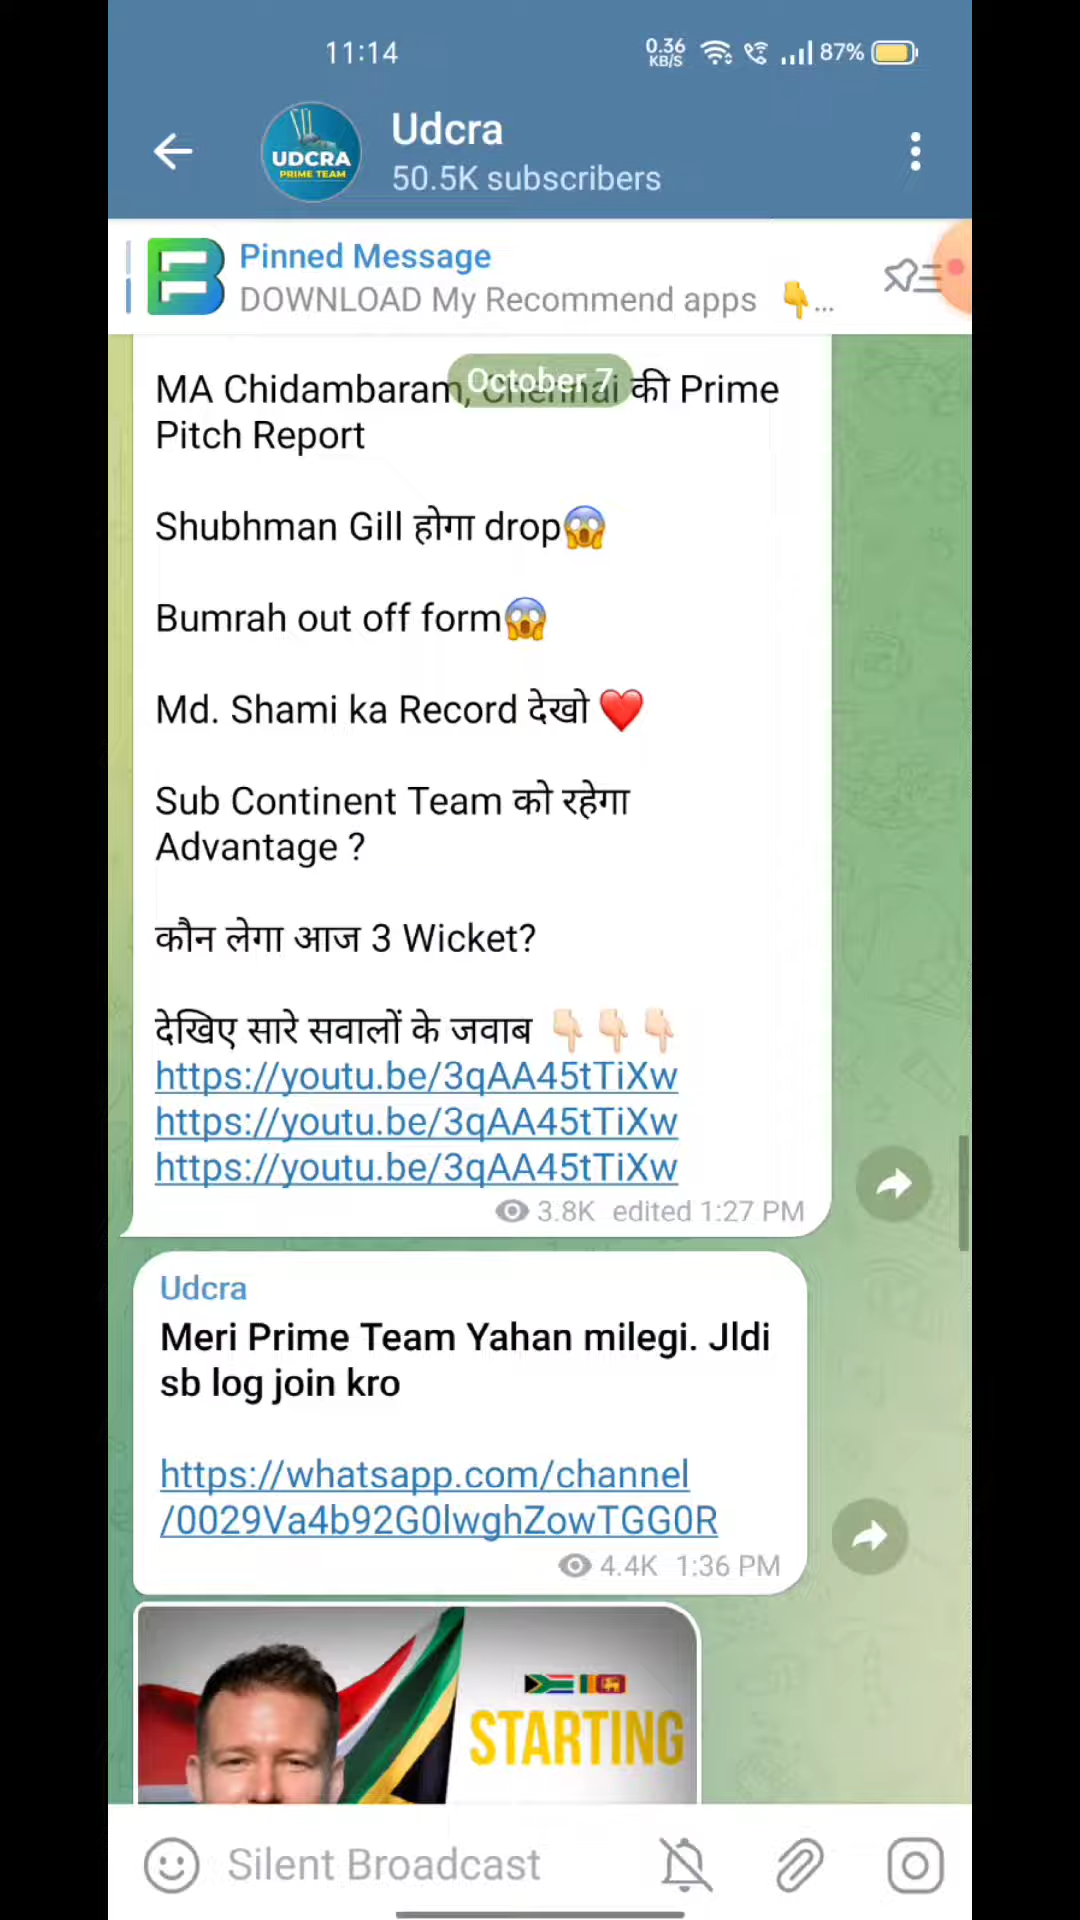 11:14
0.36
KB/S
87%
UDCRA
PRIME TEAM
Udcra
50.5K subscribers
Pinned Message
DOWNLOAD My Recommend apps 👇...
October 7
MA Chidambaram, Chennai की Prime
Pitch Report
Shubhman Gill होगा drop😱
Bumrah out off form😱
Md. Shami ka Record देखो ❤️
Sub Continent Team को रहेगा
Advantage ?
कौन लेगा आज 3 Wicket?
देखिए सारे सवालों के जवाब 👇🏻👇🏻👇🏻
https://youtu.be/3qAA45tTiXw
https://youtu.be/3qAA45tTiXw
https://youtu.be/3qAA45tTiXw
3.8K edited 1:27 PM
Udcra
Meri Prime Team Yahan milegi. Jldi
sb log join kro
https://whatsapp.com/channel
/0029Va4b92G0lwghZowTGG0R
4.4K 1:36 PM
STARTING
Silent Broadcast